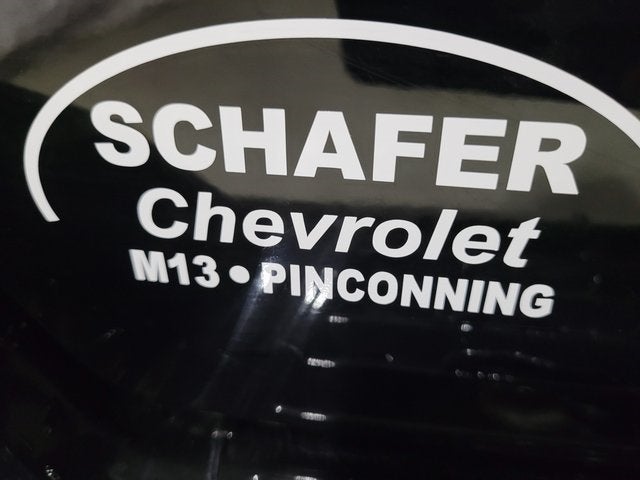 SCHAFER
Chevrolet
M13 • PINCONNING